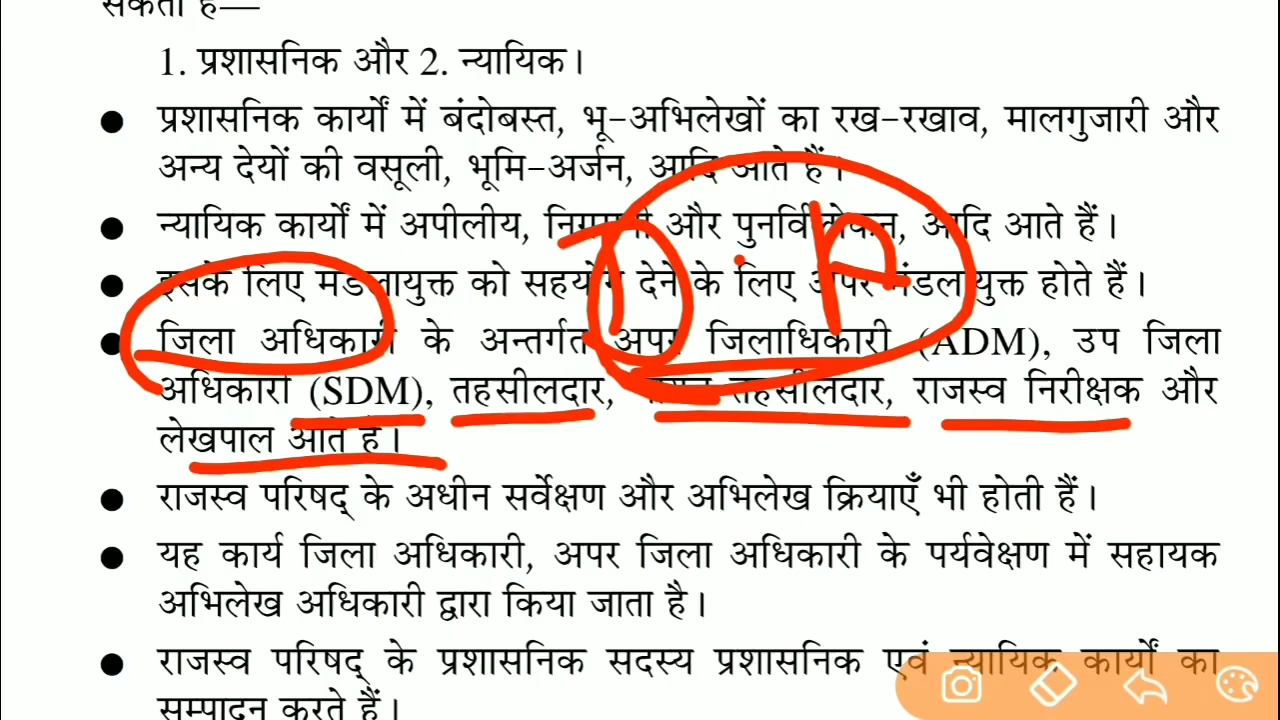 सकता है—
1. प्रशासनिक और 2. न्यायिक।
● प्रशासनिक कार्यों में बंदोबस्त, भू-अभिलेखों का रख-रखाव, मालगुजारी और
अन्य देयों की वसूली, भूमि-अर्जन, आदि आते हैं।
● न्यायिक कार्यों में अपीलीय, और पुनर्विलोकन, आदि आते हैं।
● इसके लिए मंडलायुक्त को सहयोग देने के लिए अपर मंडलायुक्त होते हैं।
● जिला अधिकारी के अन्तर्गत अपर जिलाधिकारी (ADM), उप जिला
अधिकारी (SDM), तहसीलदार, तहसीलदार, राजस्व निरीक्षक और
लेखपाल आते हैं।
● राजस्व परिषद् के अधीन सर्वेक्षण और अभिलेख क्रियाएँ भी होती हैं।
● यह कार्य जिला अधिकारी, अपर जिला अधिकारी के पर्यवेक्षण में सहायक
अभिलेख अधिकारी द्वारा किया जाता है।
● राजस्व परिषद् के प्रशासनिक सदस्य प्रशासनिक एवं न्यायिक कार्यों का
सम्पादन करते हैं।